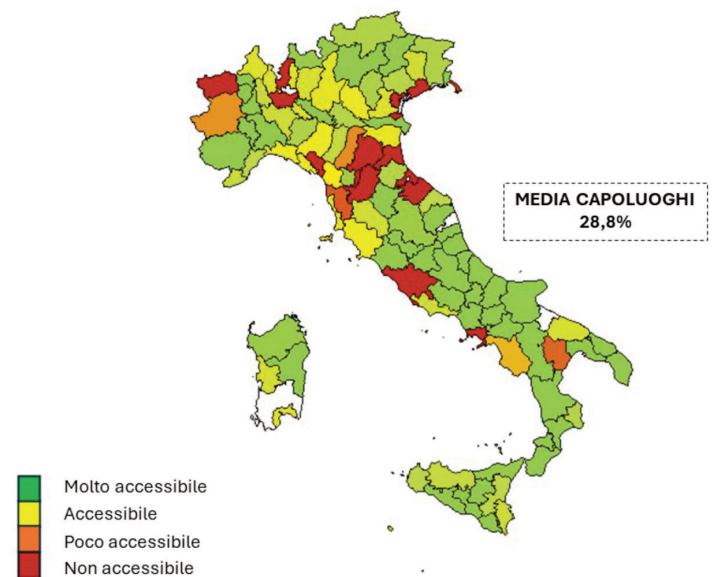 MEDIA CAPOLUOGHI
28,8%
Molto accessibile
Accessibile
Poco accessibile
Non accessibile